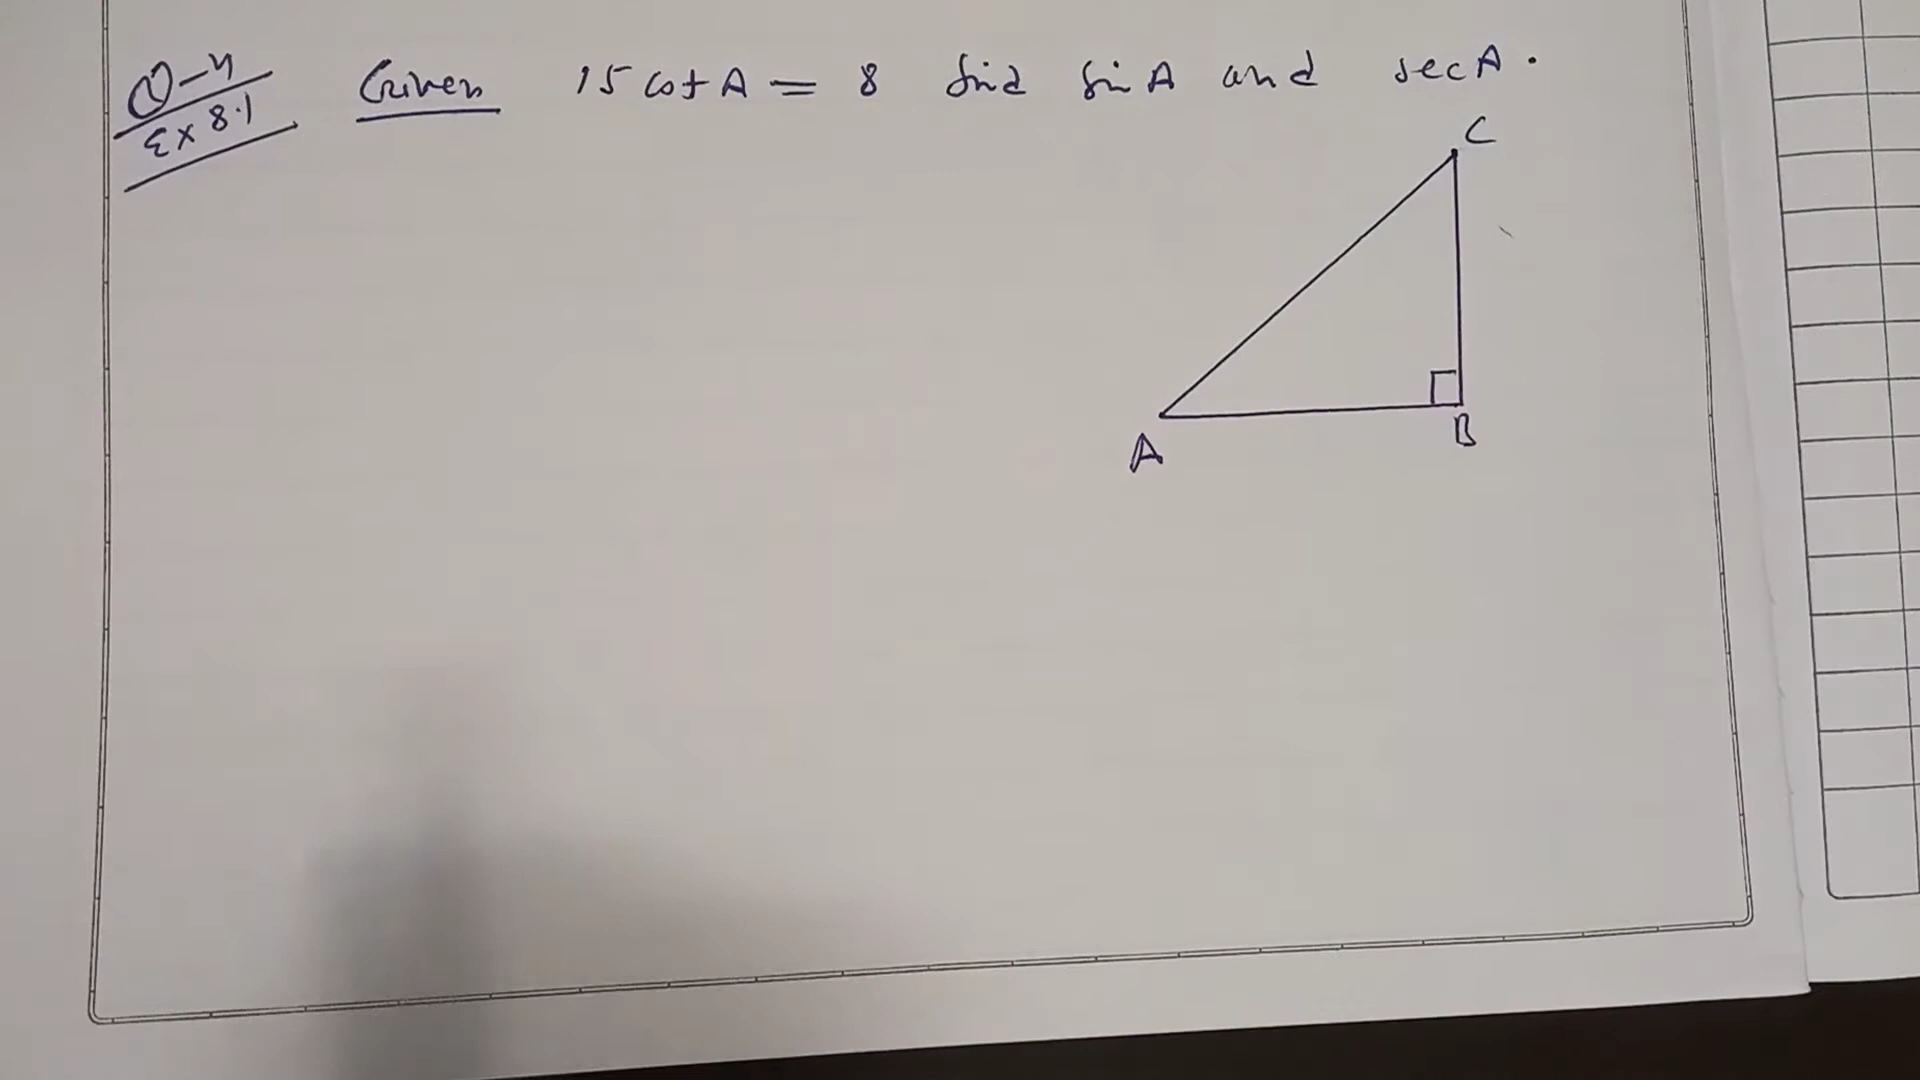 Q-4
Ex 8.1
Given 15 cot A = 8 find sin A and sec A.
C
A
B